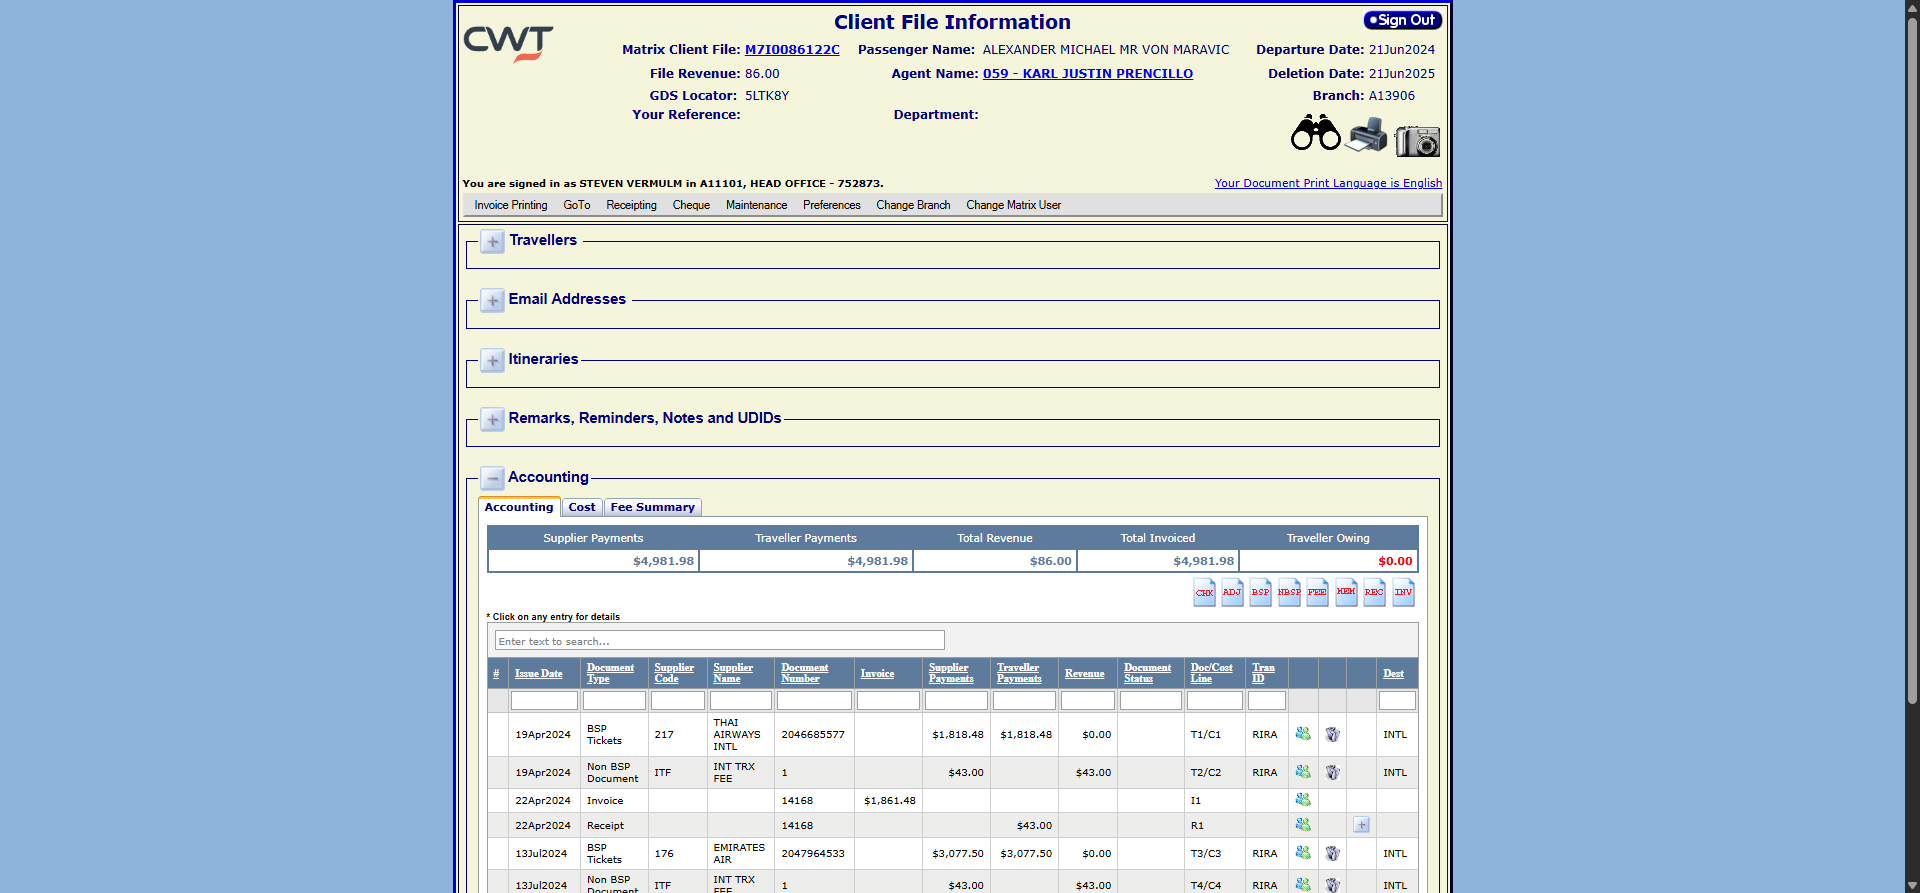 CWT
Client File Information
Sign Out
Matrix Client File: M7I0086122C Passenger Name: ALEXANDER MICHAEL MR VON MARAVIC Departure Date: 21Jun2024
File Revenue: 86.00 Agent Name: 059 - KARL JUSTIN PRENCILLO Deletion Date: 21Jun2025
GDS Locator: 5LTK8Y Branch: A13906
Your Reference: Department:
You are signed in as STEVEN VERMULM in A11101, HEAD OFFICE - 752873. Your Document Print Language is English
Invoice Printing GoTo Receipting Cheque Maintenance Preferences Change Branch Change Matrix User
Travellers
Email Addresses
Itineraries
Remarks, Reminders, Notes and UDIDs
Accounting
Accounting Cost Fee Summary
Supplier Payments Traveller Payments Total Revenue Total Invoiced Traveller Owing
$4,981.98 $4,981.98 $86.00 $4,981.98 $0.00
CHX ADJ BSP NBSP FEE MEM REC INV
* Click on any entry for details
Enter text to search...
# Issue Date Document Type Supplier Code Supplier Name Document Number Invoice Supplier Payments Traveller Payments Revenue Document Status Doc/Cost Line Tran ID Dest
19Apr2024 BSP Tickets 217 THAI AIRWAYS INTL 2046685577 $1,818.48 $1,818.48 $0.00 T1/C1 RIRA INTL
19Apr2024 Non BSP Document ITF INT TRX FEE 1 $43.00 $43.00 T2/C2 RIRA INTL
22Apr2024 Invoice 14168 $1,861.48 I1
22Apr2024 Receipt 14168 $43.00 R1
13Jul2024 BSP Tickets 176 EMIRATES AIR 2047964533 $3,077.50 $3,077.50 $0.00 T3/C3 RIRA INTL
13Jul2024 Non BSP Document ITF INT TRX FEE 1 $43.00 $43.00 T4/C4 RIRA INTL